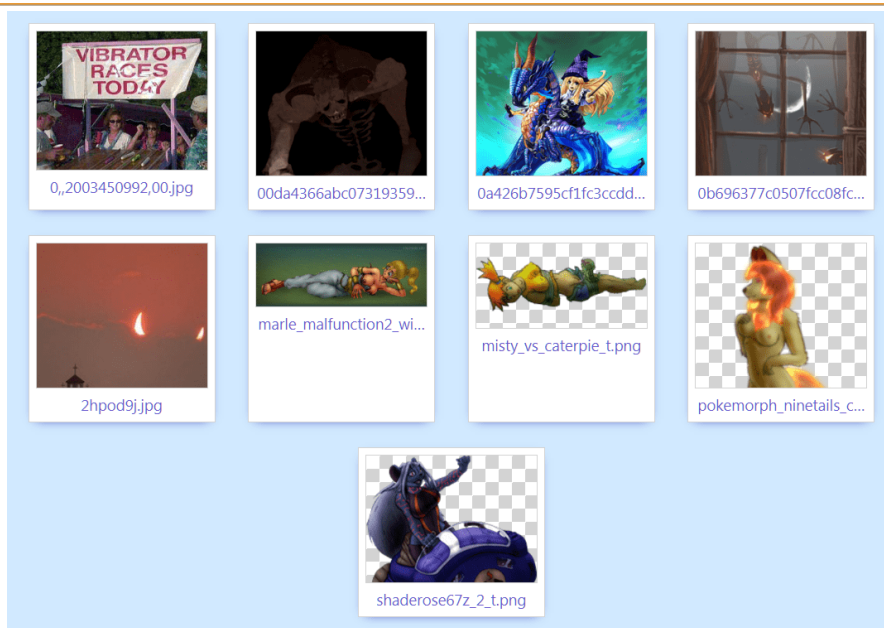 VIBRATOR
RACES
TODAY
0,,2003450992,00.jpg
00da4366abc07319359...
0a426b7595cf1fc3ccdd...
0b696377c0507fcc08fc...
2hpod9j.jpg
marle_malfunction2_wi...
misty_vs_caterpie_t.png
pokemorph_ninetails_c...
shaderose67z_2_t.png